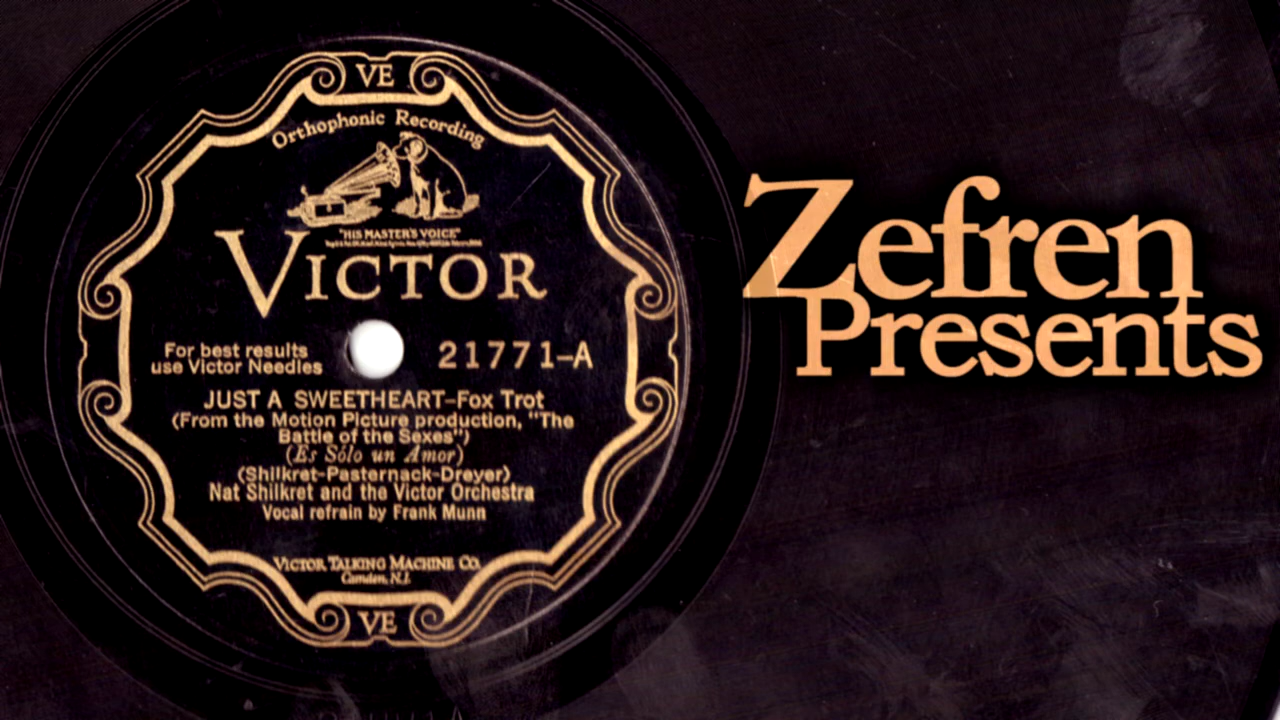 VE
Orthophonic Recording
"HIS MASTER'S VOICE"
VICTOR
For best results
use Victor Needles
21771-A
JUST A SWEETHEART-Fox Trot
(From the Motion Picture production, "The
Battle of the Sexes")
(Es Sólo un Amor)
(Shilkret-Pasternack-Dreyer)
Nat Shilkret and the Victor Orchestra
Vocal refrain by Frank Munn
VICTOR TALKING MACHINE CO.
Camden, N.J.
VE
Zefren
Presents